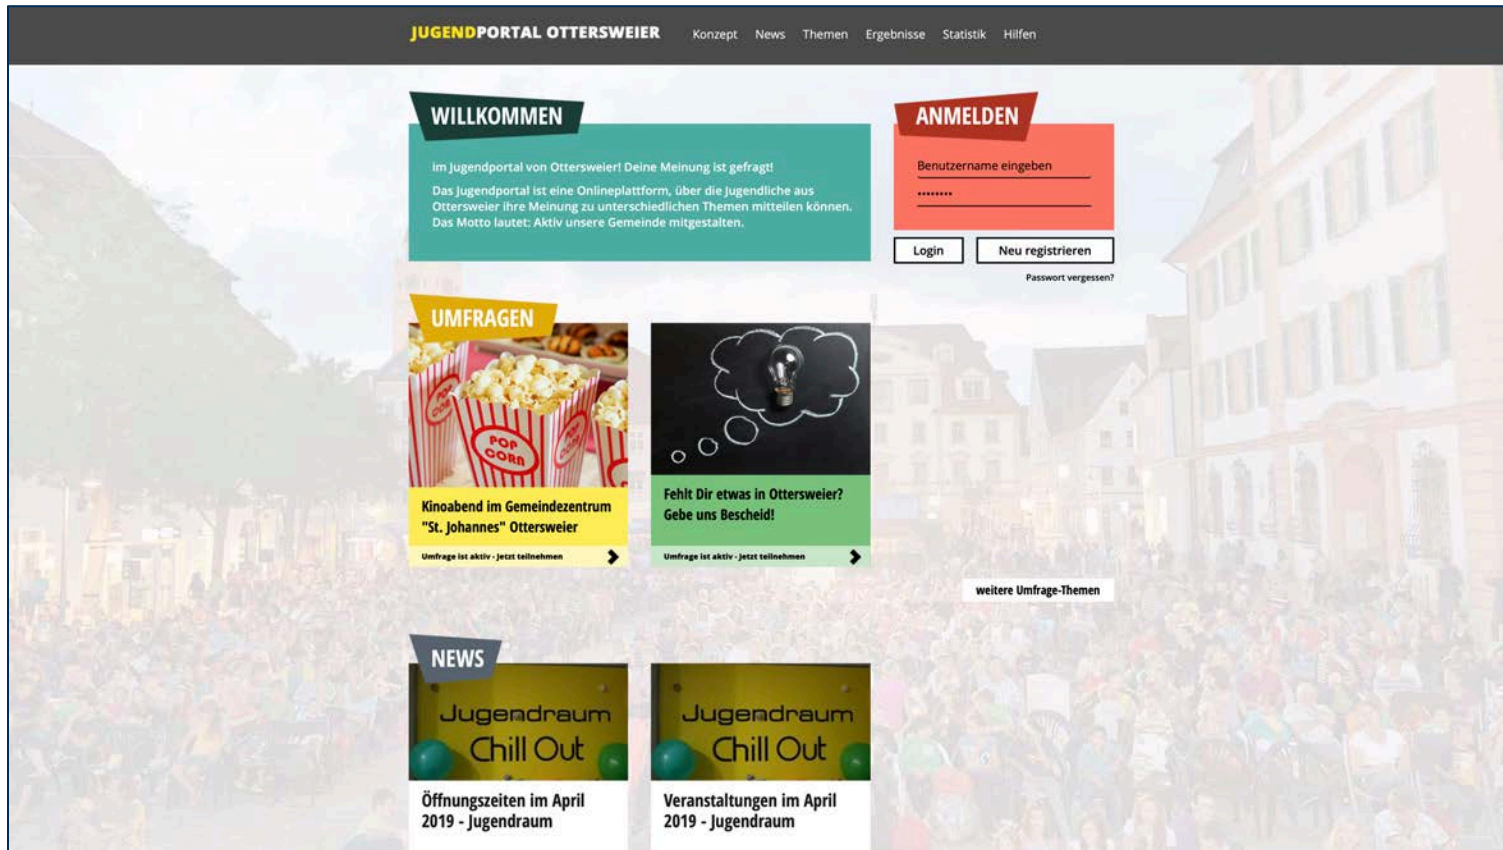 JUGENDPORTAL OTTERSWEIER
Konzept News Themen Ergebnisse Statistik Hilfen
WILLKOMMEN
im Jugendportal von Ottersweier! Deine Meinung ist gefragt!
Das Jugendportal ist eine Onlineplattform, über die Jugendliche aus
Ottersweier ihre Meinung zu unterschiedlichen Themen mitteilen können.
Das Motto lautet: Aktiv unsere Gemeinde mitgestalten.
ANMELDEN
Benutzername eingeben
••••••••
Login
Neu registrieren
Passwort vergessen?
UMFRAGEN
POP
CORN
POP
CORN
Kinoabend im Gemeindezentrum
"St. Johannes" Ottersweier
Umfrage ist aktiv - Jetzt teilnehmen
Fehlt Dir etwas in Ottersweier?
Gebe uns Bescheid!
Umfrage ist aktiv - Jetzt teilnehmen
weitere Umfrage-Themen
NEWS
Jugendraum
Chill Out
Öffnungszeiten im April
2019 - Jugendraum
Jugendraum
Chill Out
Veranstaltungen im April
2019 - Jugendraum